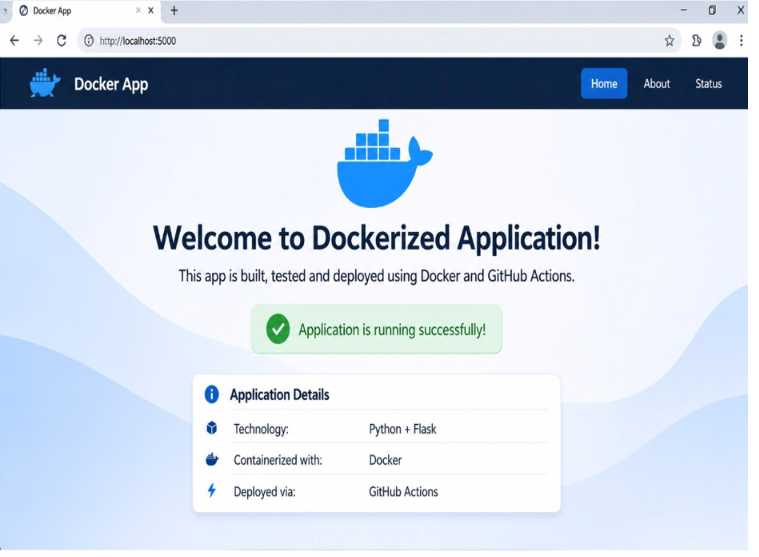 Docker App
http://localhost:5000
Docker App
Home
About
Status
Welcome to Dockerized Application!
This app is built, tested and deployed using Docker and GitHub Actions.
Application is running successfully!
Application Details
Technology: Python + Flask
Containerized with: Docker
Deployed via: GitHub Actions